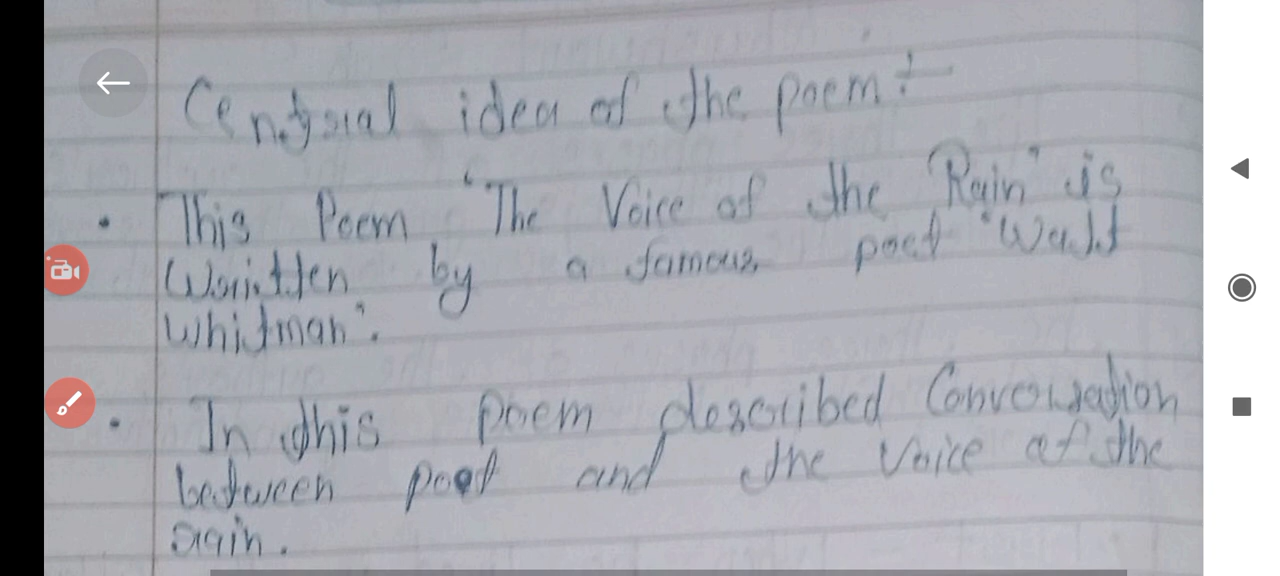 Central idea of the poem:-
• This Poem "The Voice of the Rain" is
Written by a famous poet "Walt
Whitman".
• In this poem described Conversation
between poet and the voice of the
rain.